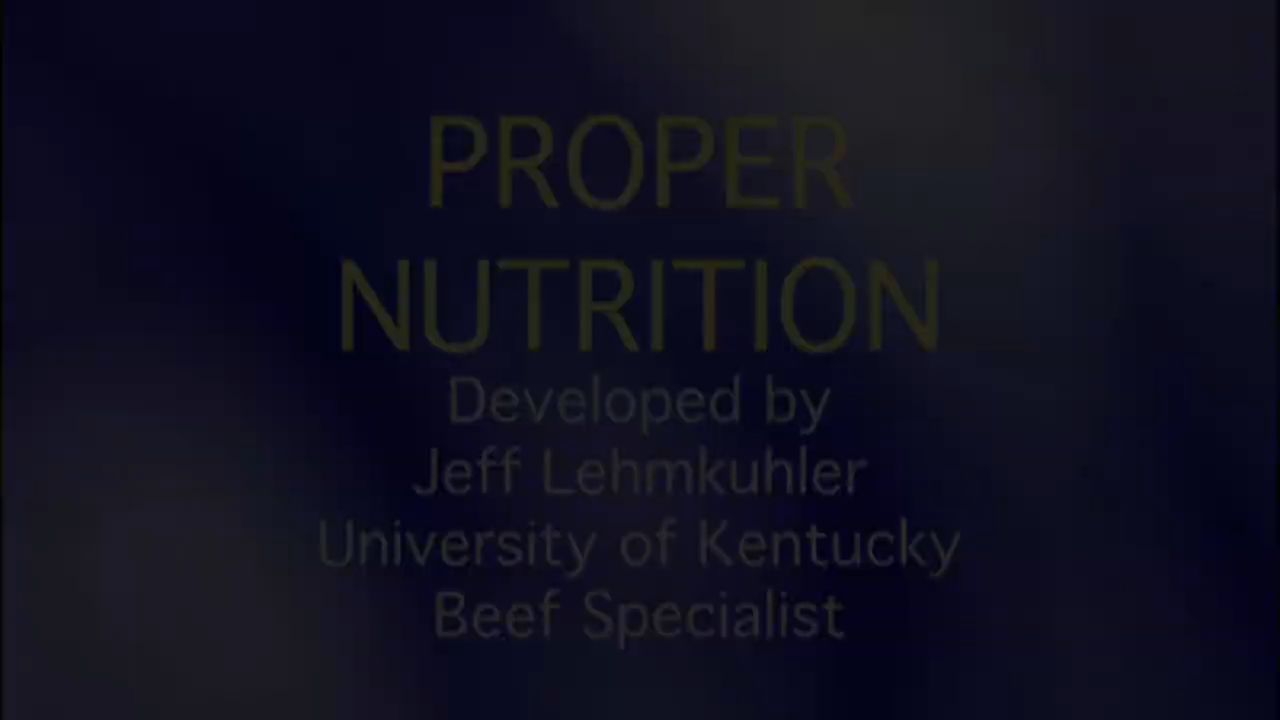 PROPER
NUTRITION
Developed by
Jeff Lehmkuhler
University of Kentucky
Beef Specialist